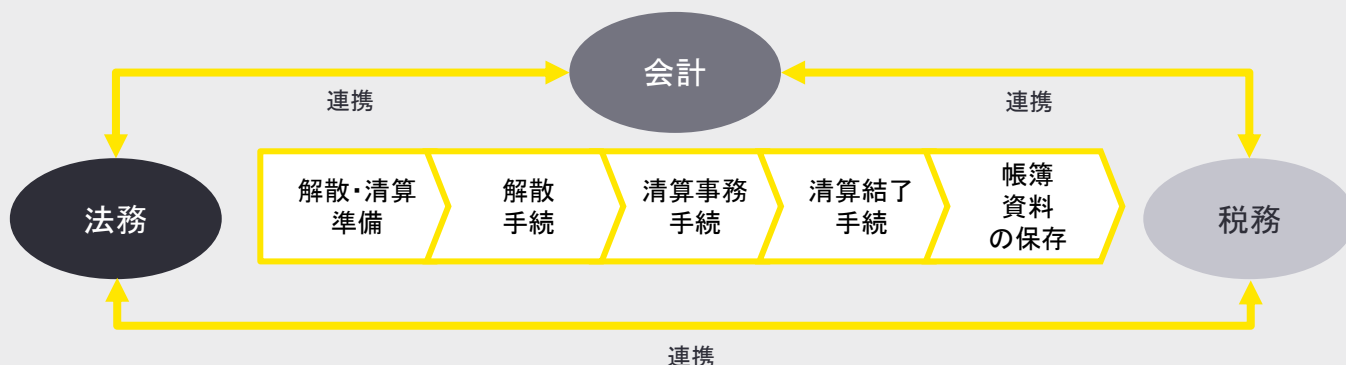 会計
連携
連携
法務
解散・清算
準備
解散
手続
清算事務
手続
清算結了
手続
帳簿
資料
の保存
税務
連携